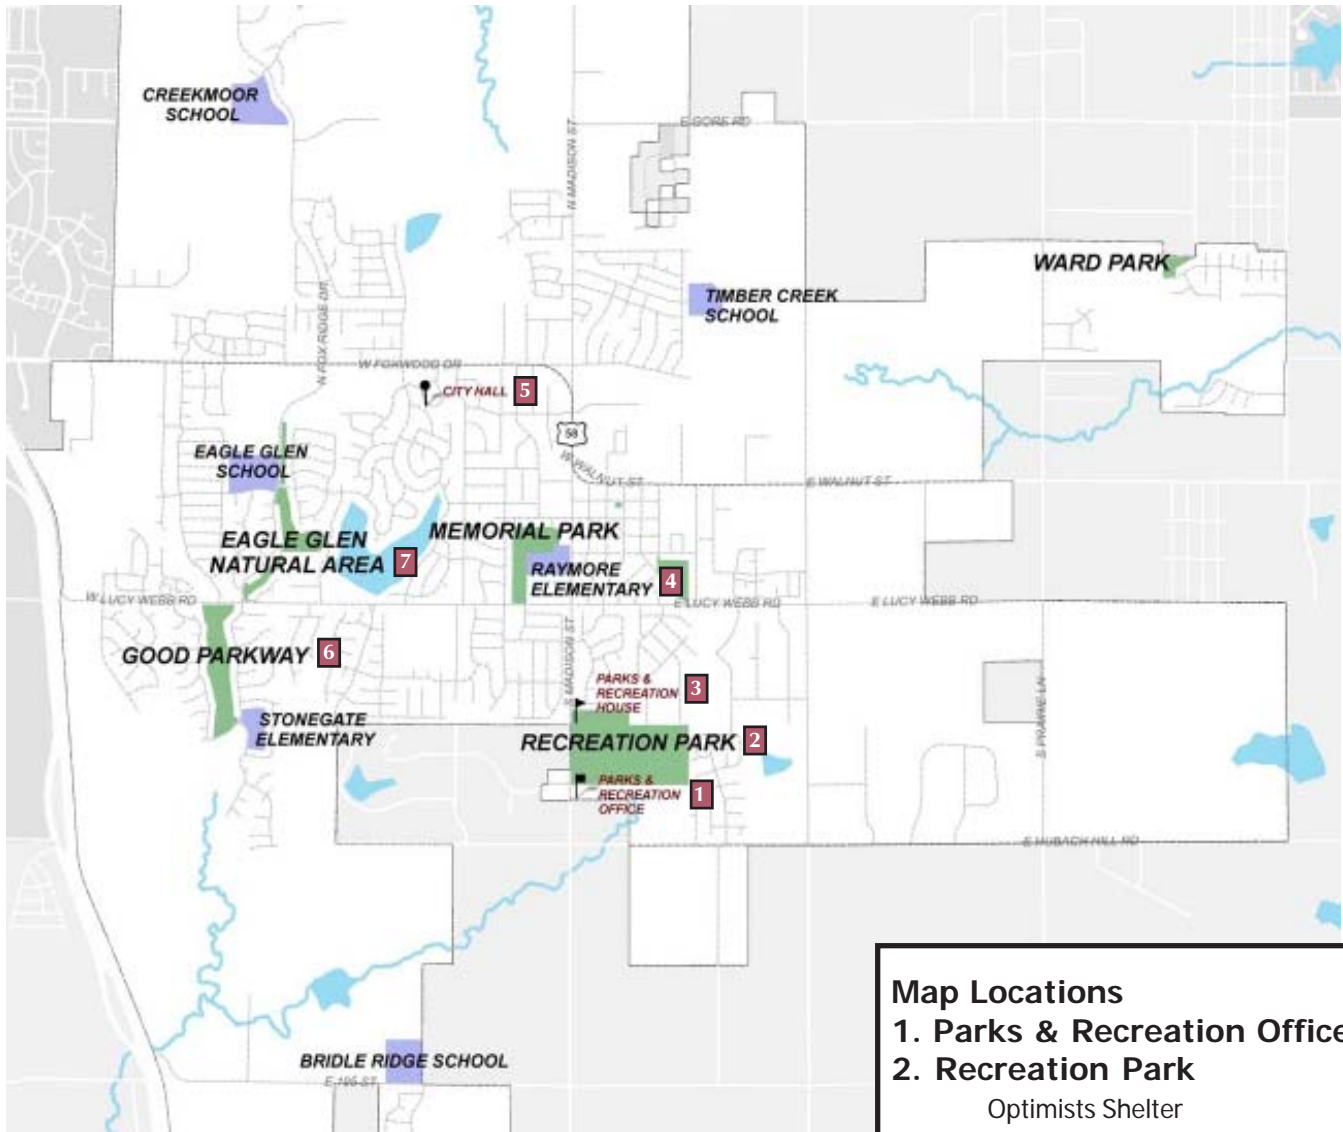 CREEKMOOR
SCHOOL
E GORE RD
N MADISON ST
WARD PARK
TIMBER CREEK
SCHOOL
N FOX RIDGE DR
W FOXWOOD DR
CITY HALL 5
58
EAGLE GLEN
SCHOOL
W WALNUT ST
E WALNUT ST
MEMORIAL PARK
EAGLE GLEN
NATURAL AREA 7
RAYMORE
ELEMENTARY 4
W LUCY WEBB RD
E LUCY WEBB RD
E LUCY WEBB RD
GOOD PARKWAY 6
S MADISON ST
PARKS &
RECREATION
HOUSE
3
S PRAIRIE LN
STONEGATE
ELEMENTARY
RECREATION PARK 2
PARKS &
RECREATION
OFFICE
1
E HUBACH HILL RD
BRIDLE RIDGE SCHOOL
E 195 ST
Map Locations
1. Parks & Recreation Office
2. Recreation Park
Optimists Shelter